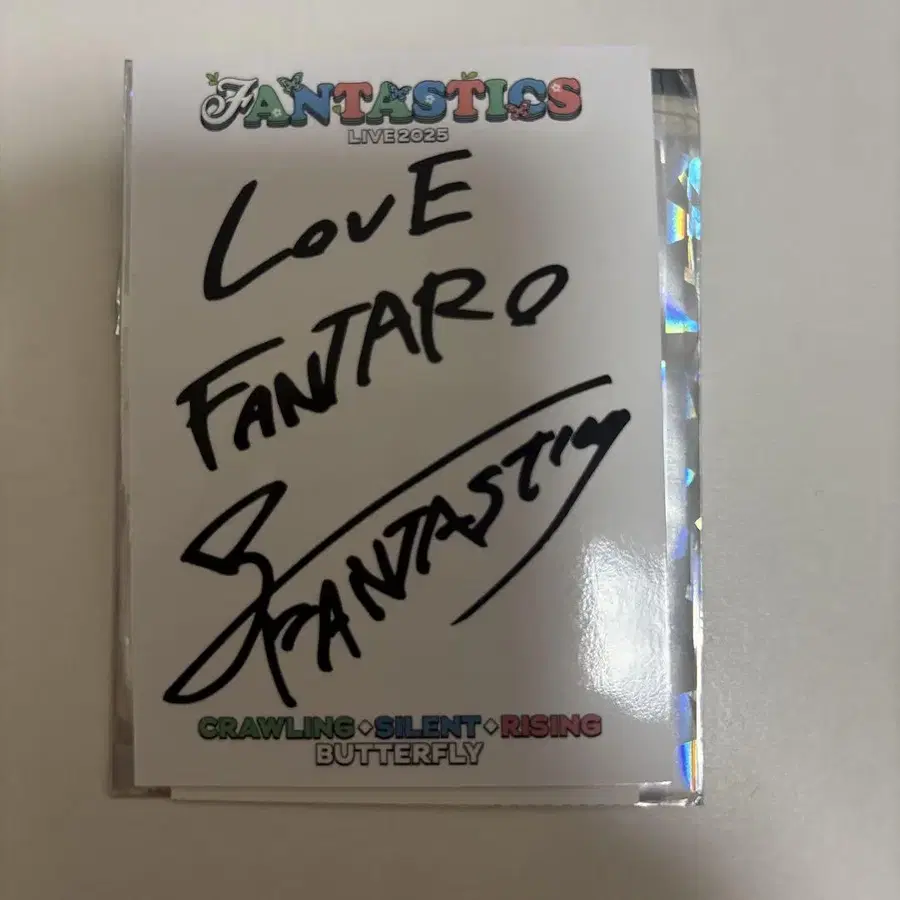 FANTASTICS
LIVE 2025
LOVE
FANTARO
FANTASTICS
CRAWLING◇SILENT◇RISING
BUTTERFLY